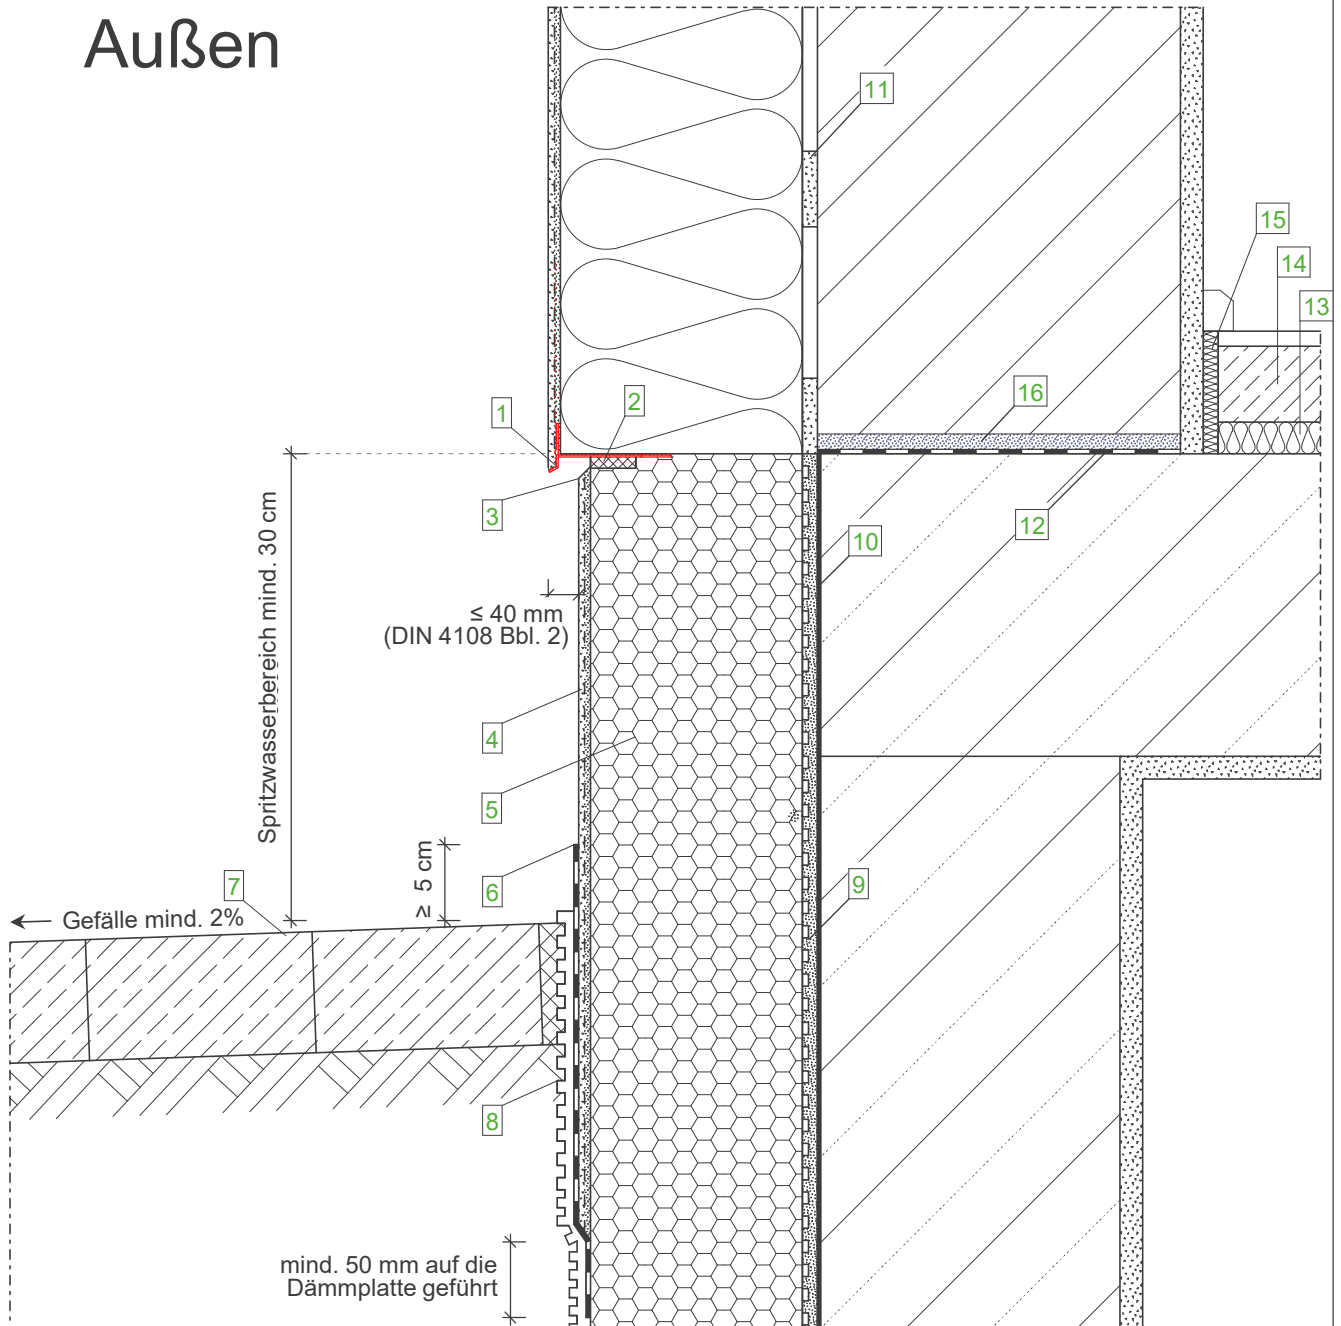 Außen
11
15
14
13
16
1
2
3
12
10
Spritzwasserbereich mind. 30 cm
≤ 40 mm
(DIN 4108 Bbl. 2)
4
5
≥ 5 cm
6
9
7
Gefälle mind. 2%
8
mind. 50 mm auf die
Dämmplatte geführt